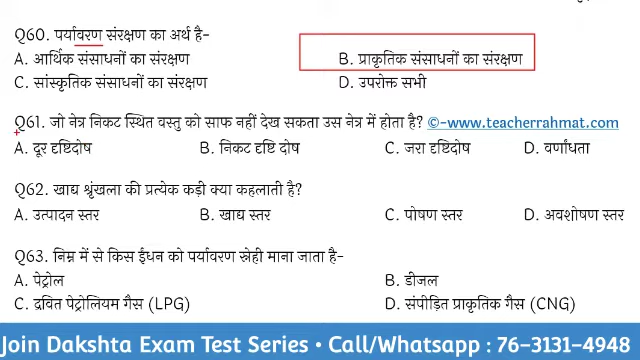 Q60. पर्यावरण संरक्षण का अर्थ है-
A. आर्थिक संसाधनों का संरक्षण B. प्राकृतिक संसाधनों का संरक्षण
C. सांस्कृतिक संसाधनों का संरक्षण D. उपरोक्त सभी
Q61. जो नेत्र निकट स्थित वस्तु को साफ नहीं देख सकता उस नेत्र में होता है? ©-www.teacherrahmat.com
A. दूर दृष्टिदोष B. निकट दृष्टि दोष C. जरा दृष्टिदोष D. वर्णांधता
Q62. खाद्य श्रृंखला की प्रत्येक कड़ी क्या कहलाती है?
A. उत्पादन स्तर B. खाद्य स्तर C. पोषण स्तर D. अवशोषण स्तर
Q63. निम्न में से किस ईंधन को पर्यावरण स्नेही माना जाता है-
A. पेट्रोल B. डीजल
C. द्रवित पेट्रोलियम गैस (LPG) D. संपीड़ित प्राकृतिक गैस (CNG)
Join Dakshta Exam Test Series • Call/Whatsapp : 76-3131-4948